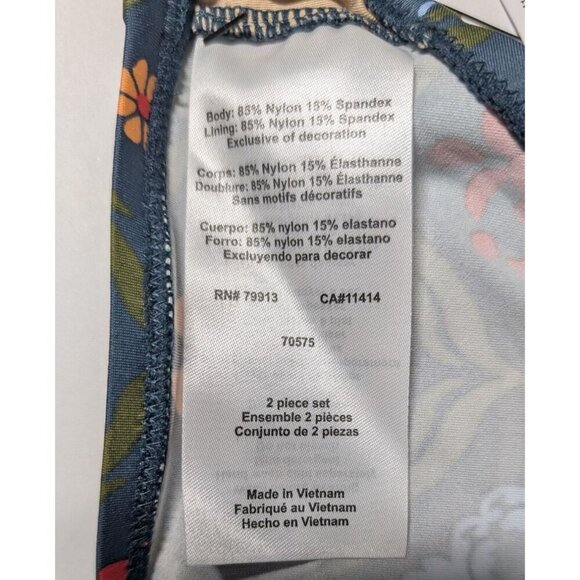 Body: 85% Nylon 15% Spandex
Lining: 85% Nylon 15% Spandex
Exclusive of decoration
Corps: 85% Nylon 15% Élasthanne
Doublure: 85% Nylon 15% Élasthanne
Sans motifs décoratifs
Cuerpo: 85% nylon 15% elastano
Forro: 85% nylon 15% elastano
Excluyendo para decorar
RN# 79913 CA#11414
70575
2 piece set
Ensemble 2 pièces
Conjunto de 2 piezas
Made in Vietnam
Fabriqué au Vietnam
Hecho en Vietnam